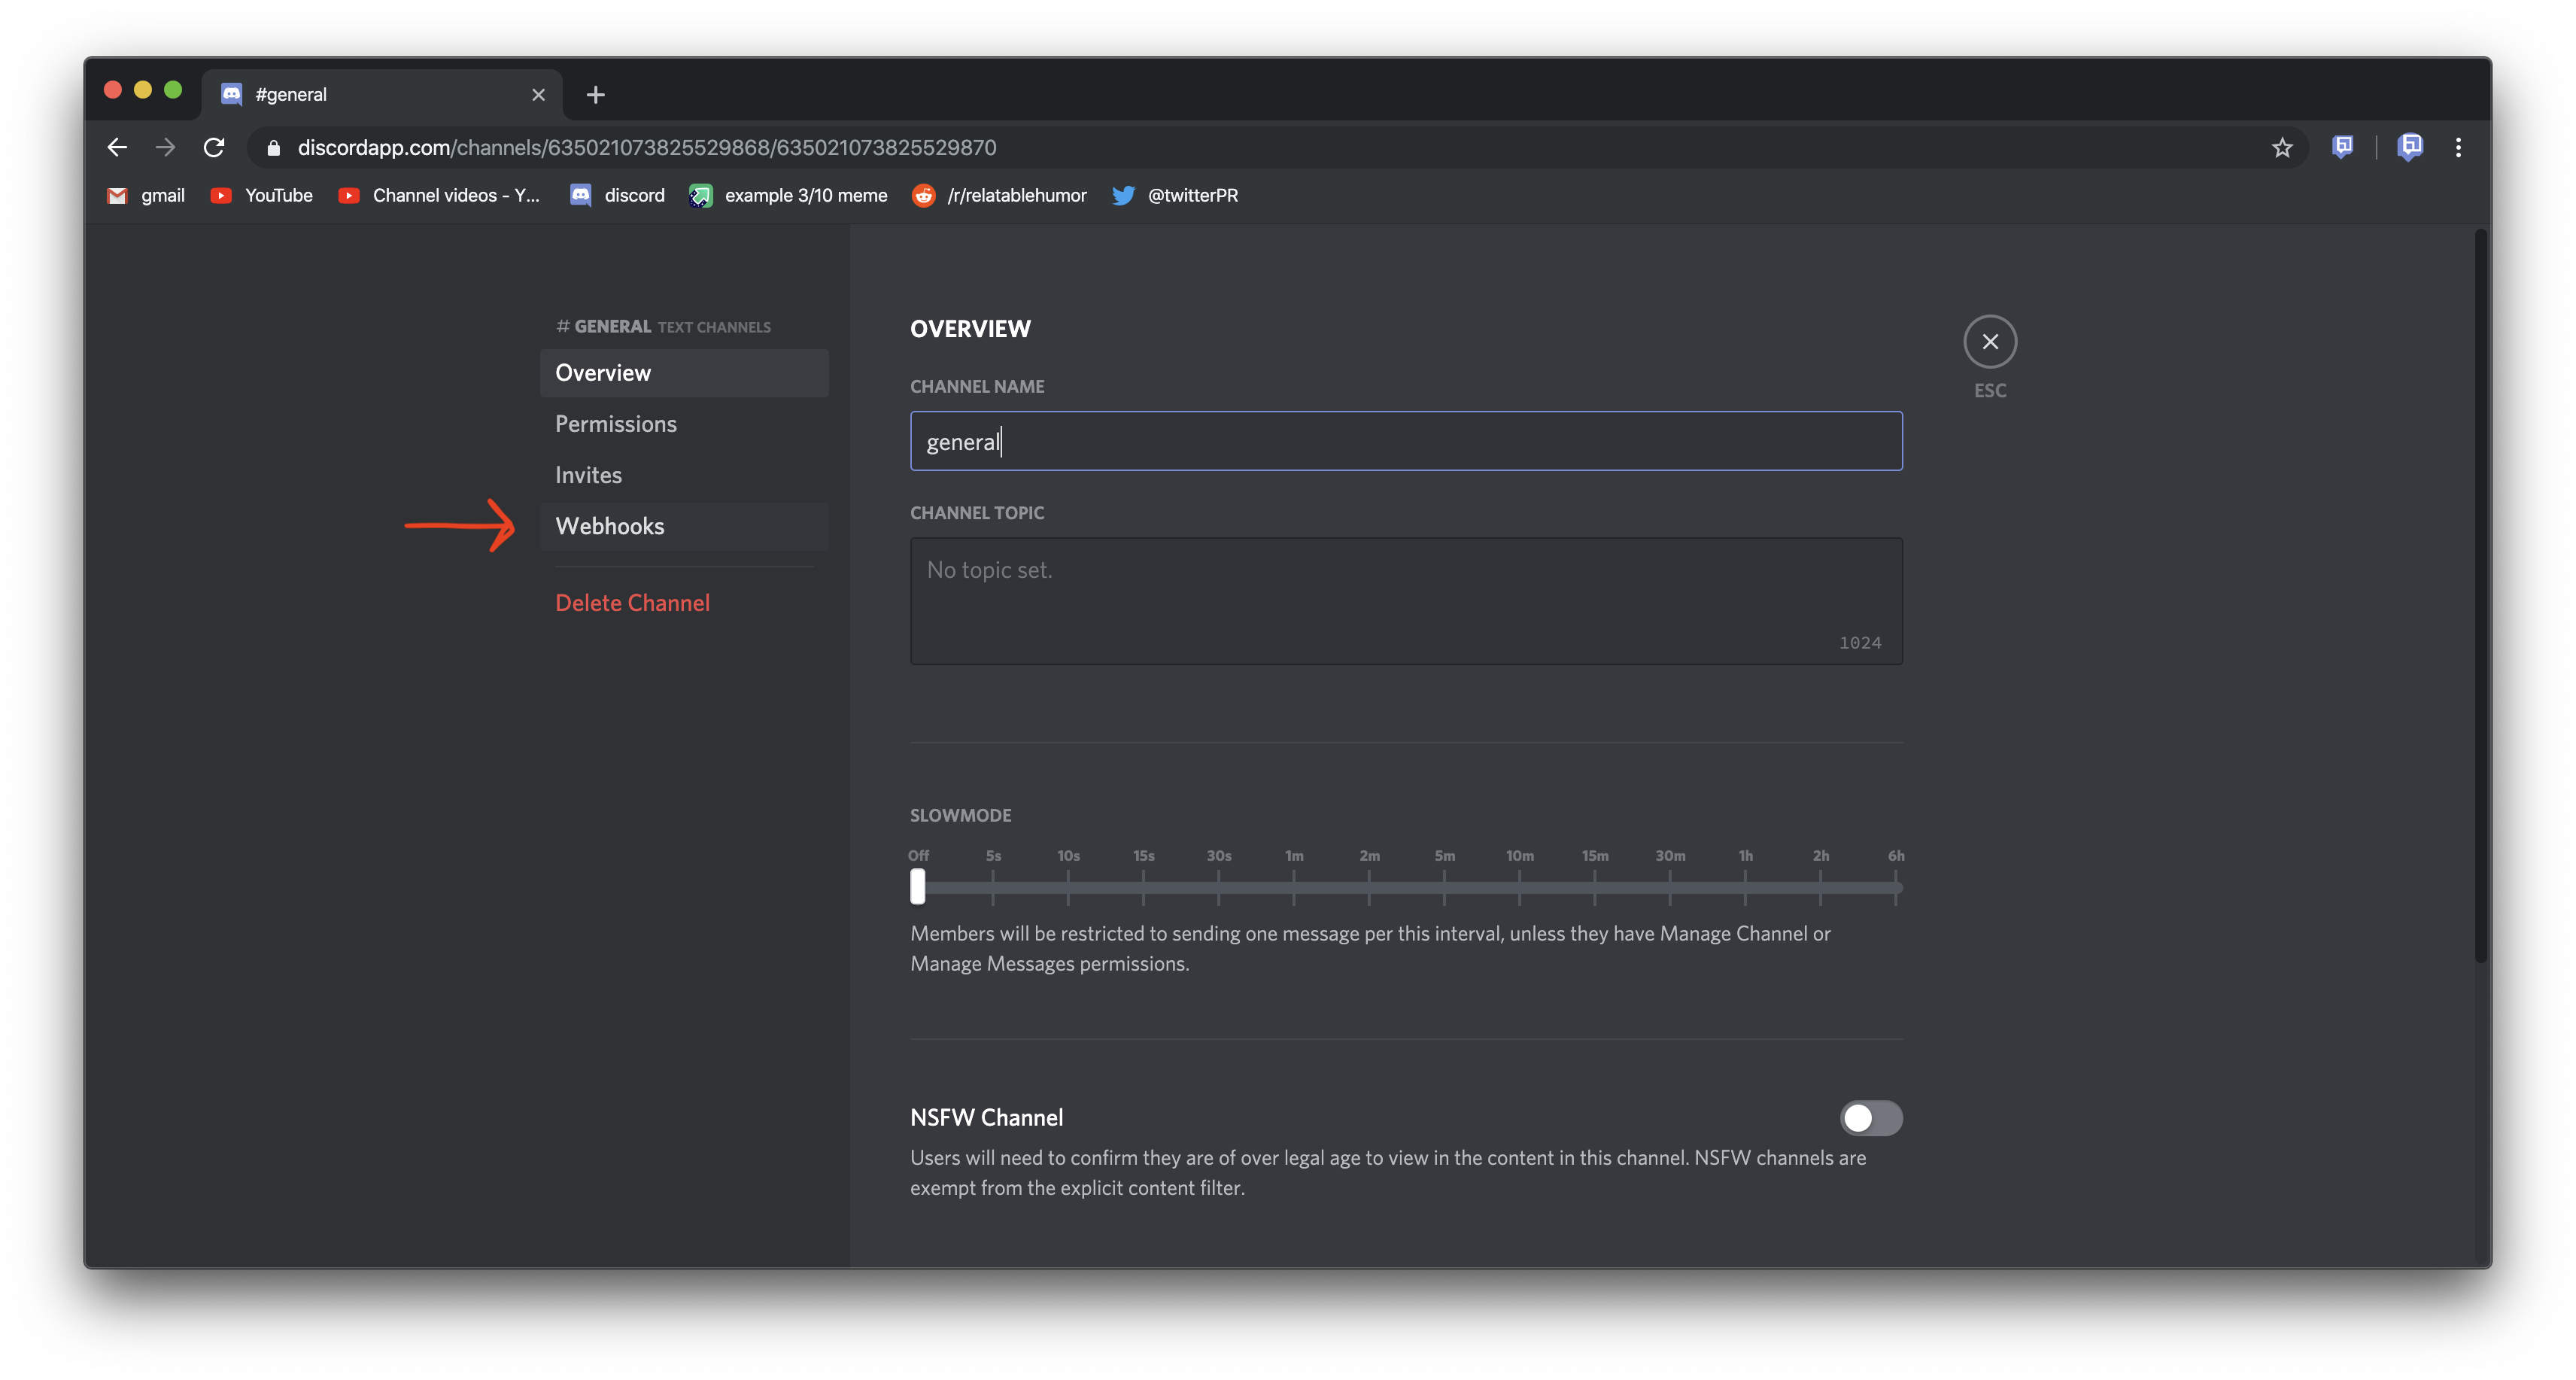 #general
discordapp.com/channels/635021073825529868/635021073825529870
gmail YouTube Channel videos - Y... discord example 3/10 meme /r/relatablehumor @twitterPR
# GENERAL TEXT CHANNELS
Overview
Permissions
Invites
Webhooks
Delete Channel
OVERVIEW
CHANNEL NAME
general
CHANNEL TOPIC
No topic set.
1024
ESC
SLOWMODE
Off 5s 10s 15s 30s 1m 2m 5m 10m 15m 30m 1h 2h 6h
Members will be restricted to sending one message per this interval, unless they have Manage Channel or
Manage Messages permissions.
NSFW Channel
Users will need to confirm they are of over legal age to view in the content in this channel. NSFW channels are
exempt from the explicit content filter.